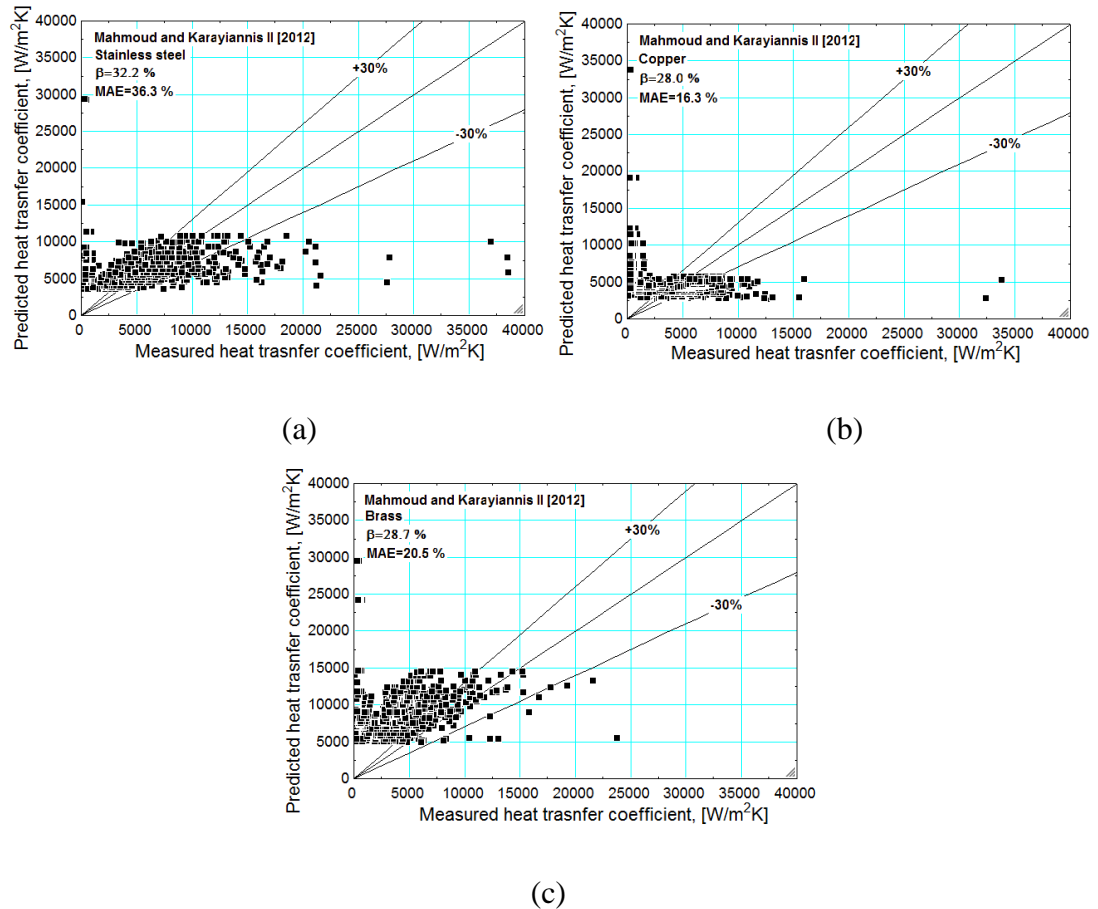 Predicted heat trasnfer coefficient, [W/m²K]
40000
35000
30000
25000
20000
15000
10000
5000
0
Mahmoud and Karayiannis II [2012]
Stainless steel
β=32.2 %
MAE=36.3 %
+30%
-30%
0 5000 10000 15000 20000 25000 30000 35000 40000
Measured heat trasnfer coefficient, [W/m²K]
(a)
Predicted heat trasnfer coefficient, [W/m²K]
40000
35000
30000
25000
20000
15000
10000
5000
0
Mahmoud and Karayiannis II [2012]
Copper
β=28.0 %
MAE=16.3 %
+30%
-30%
0 5000 10000 15000 20000 25000 30000 35000 40000
Measured heat trasnfer coefficient, [W/m²K]
(b)
Predicted heat trasnfer coefficient, [W/m²K]
40000
35000
30000
25000
20000
15000
10000
5000
0
Mahmoud and Karayiannis II [2012]
Brass
β=28.7 %
MAE=20.5 %
+30%
-30%
0 5000 10000 15000 20000 25000 30000 35000 40000
Measured heat trasnfer coefficient, [W/m²K]
(c)